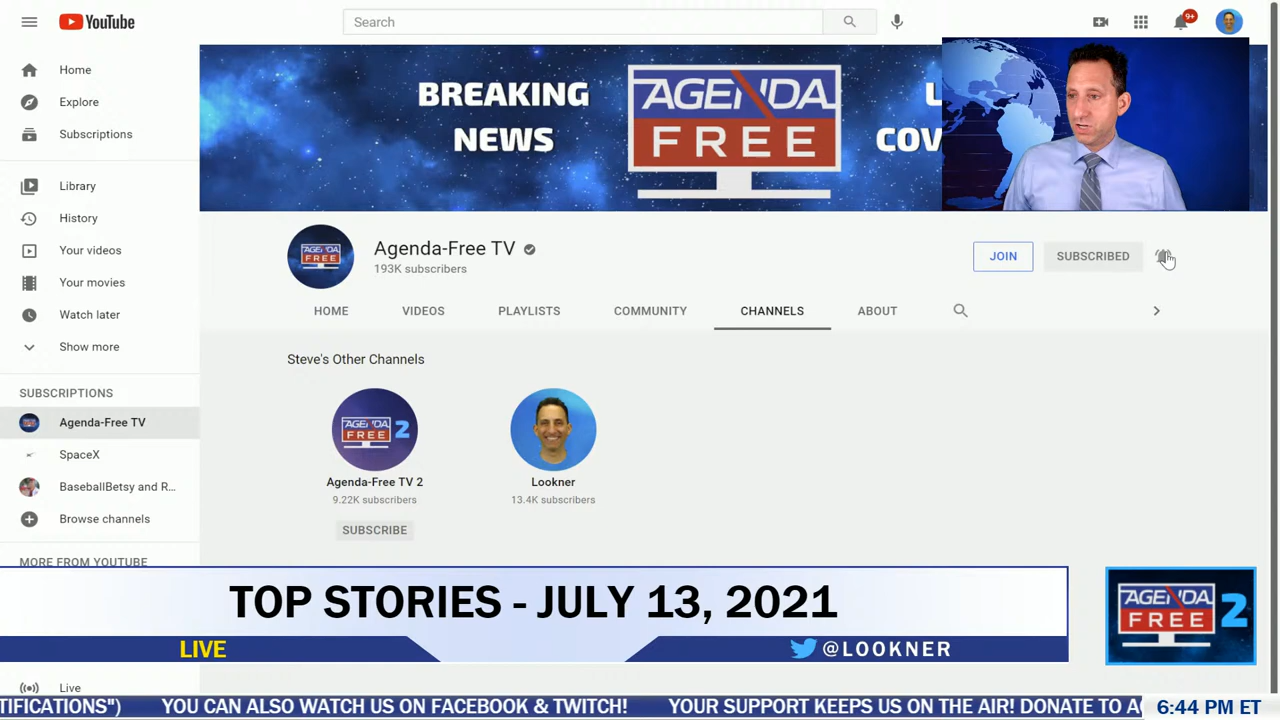 YouTube
Search
9+
Home
Explore
Subscriptions
Library
History
Your videos
Your movies
Watch later
Show more
SUBSCRIPTIONS
Agenda-Free TV
SpaceX
BaseballBetsy and R...
Browse channels
MORE FROM YOUTUBE
Live
BREAKING
NEWS
AGENDA
FREE
L
COV
AGENDA
FREE
Agenda-Free TV
193K subscribers
JOIN
SUBSCRIBED
HOME
VIDEOS
PLAYLISTS
COMMUNITY
CHANNELS
ABOUT
Steve's Other Channels
AGENDA
FREE 2
Agenda-Free TV 2
9.22K subscribers
SUBSCRIBE
Lookner
13.4K subscribers
TOP STORIES - JULY 13, 2021
LIVE
@LOOKNER
AGENDA
FREE 2
TIFICATIONS") YOU CAN ALSO WATCH US ON FACEBOOK & TWITCH! YOUR SUPPORT KEEPS US ON THE AIR! DONATE TO A
6:44 PM ET